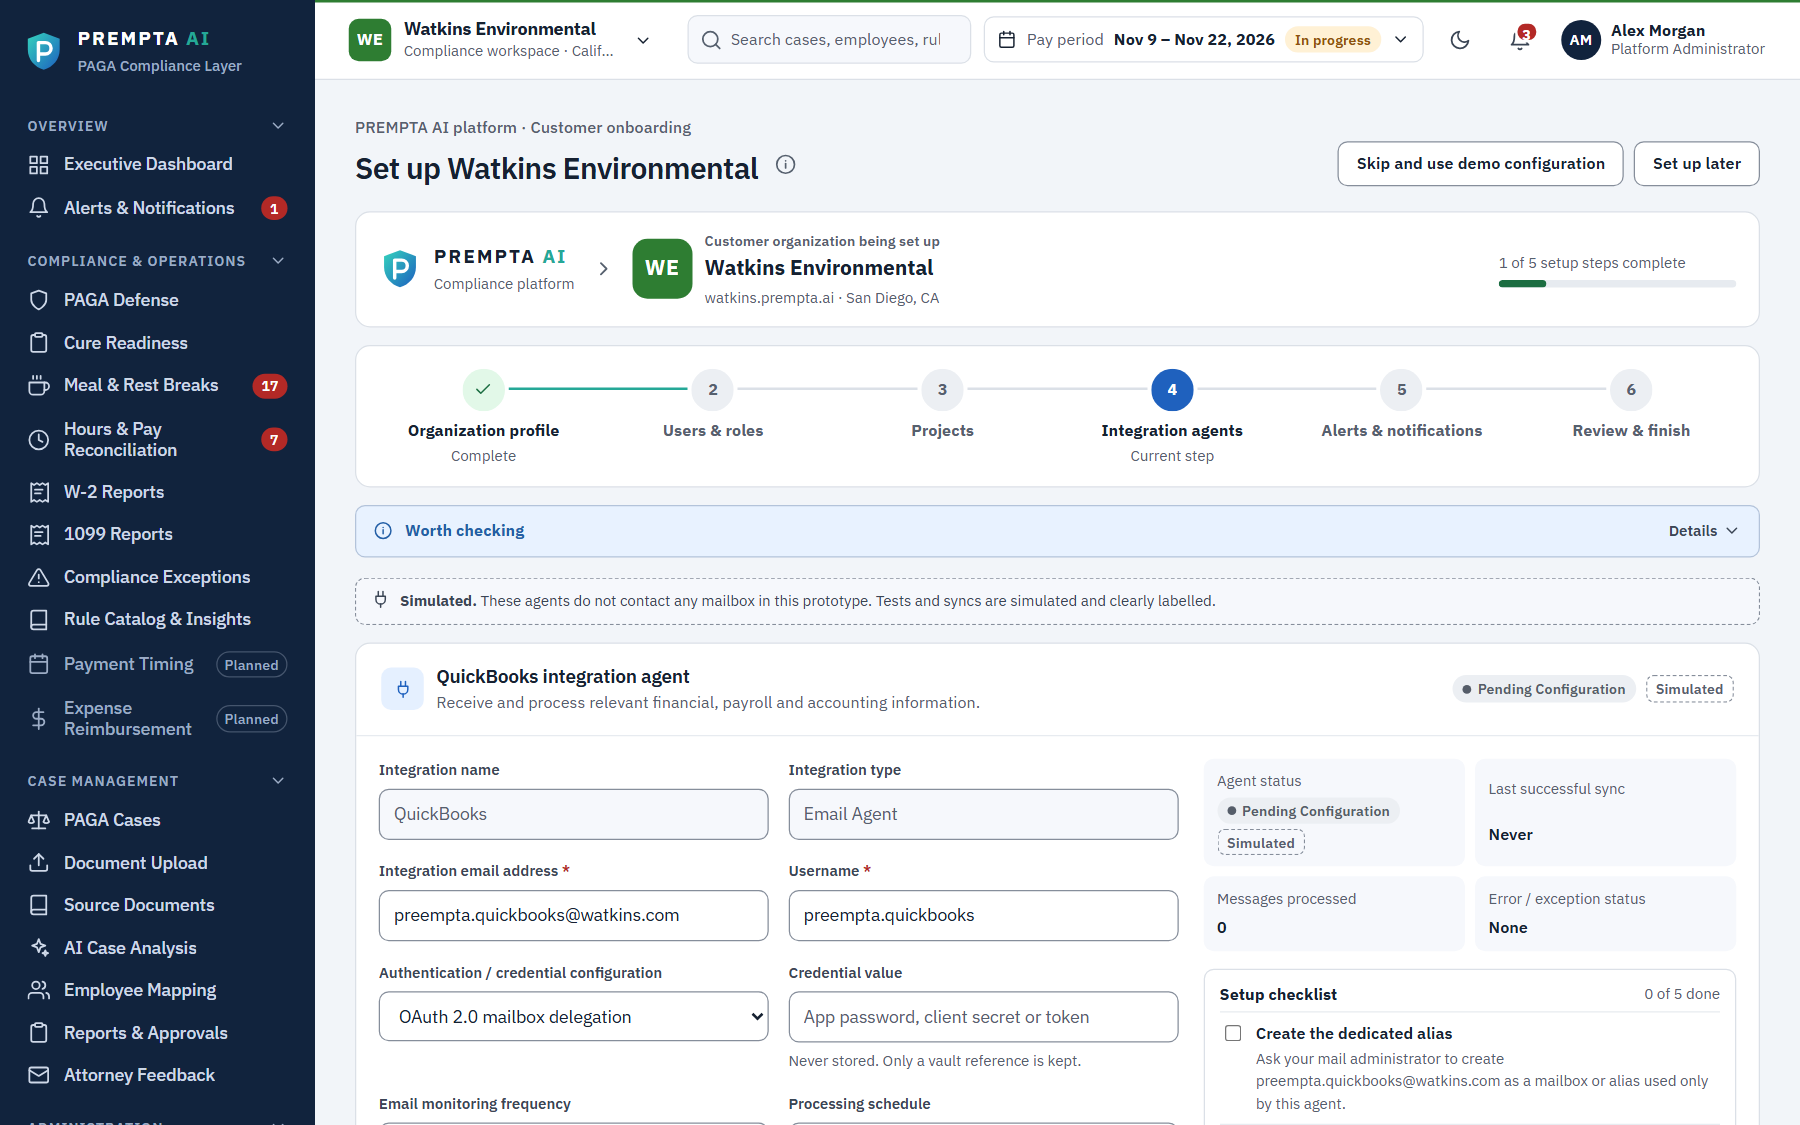 PREMPTA AI
PAGA Compliance Layer
OVERVIEW
Executive Dashboard
Alerts & Notifications 1
COMPLIANCE & OPERATIONS
PAGA Defense
Cure Readiness
Meal & Rest Breaks 17
Hours & Pay
Reconciliation 7
W-2 Reports
1099 Reports
Compliance Exceptions
Rule Catalog & Insights
Payment Timing Planned
Expense
Reimbursement Planned
CASE MANAGEMENT
PAGA Cases
Document Upload
Source Documents
AI Case Analysis
Employee Mapping
Reports & Approvals
Attorney Feedback
WE
Watkins Environmental
Compliance workspace · Calif...
Search cases, employees, rul
Pay period Nov 9 – Nov 22, 2026 In progress
3
AM
Alex Morgan
Platform Administrator
PREMPTA AI platform · Customer onboarding
Set up Watkins Environmental
Skip and use demo configuration
Set up later
P PREMPTA AI
Compliance platform
WE
Customer organization being set up
Watkins Environmental
watkins.prempta.ai · San Diego, CA
1 of 5 setup steps complete
2 3 4 5 6
Organization profile Users & roles Projects Integration agents Alerts & notifications Review & finish
Complete Current step
Worth checking Details
Simulated. These agents do not contact any mailbox in this prototype. Tests and syncs are simulated and clearly labelled.
QuickBooks integration agent
Receive and process relevant financial, payroll and accounting information.
Pending Configuration Simulated
Integration name Integration type
QuickBooks Email Agent
Integration email address * Username *
preempta.quickbooks@watkins.com preempta.quickbooks
Authentication / credential configuration Credential value
OAuth 2.0 mailbox delegation App password, client secret or token
Never stored. Only a vault reference is kept.
Email monitoring frequency Processing schedule
Agent status
Pending Configuration
Simulated
Last successful sync
Never
Messages processed
0
Error / exception status
None
Setup checklist 0 of 5 done
Create the dedicated alias
Ask your mail administrator to create
preempta.quickbooks@watkins.com as a mailbox or alias used only
by this agent.